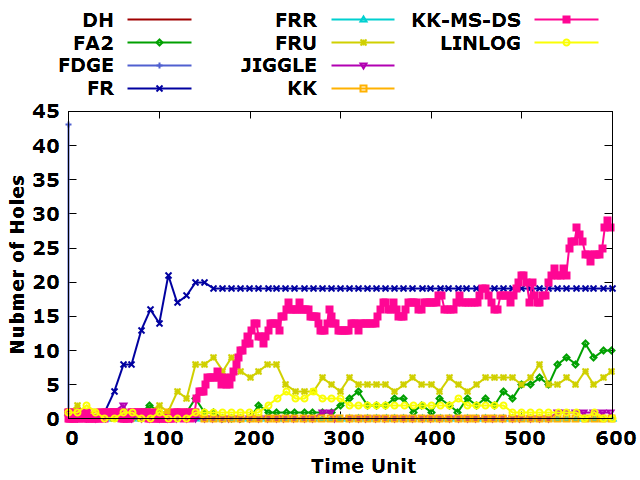 DH FRR KK-MS-DS
FA2 FRU LINLOG
FDGE JIGGLE
FR KK
45
40
35
30
25
20
15
10
5
0
Nubmer of Holes
0 100 200 300 400 500 600
Time Unit